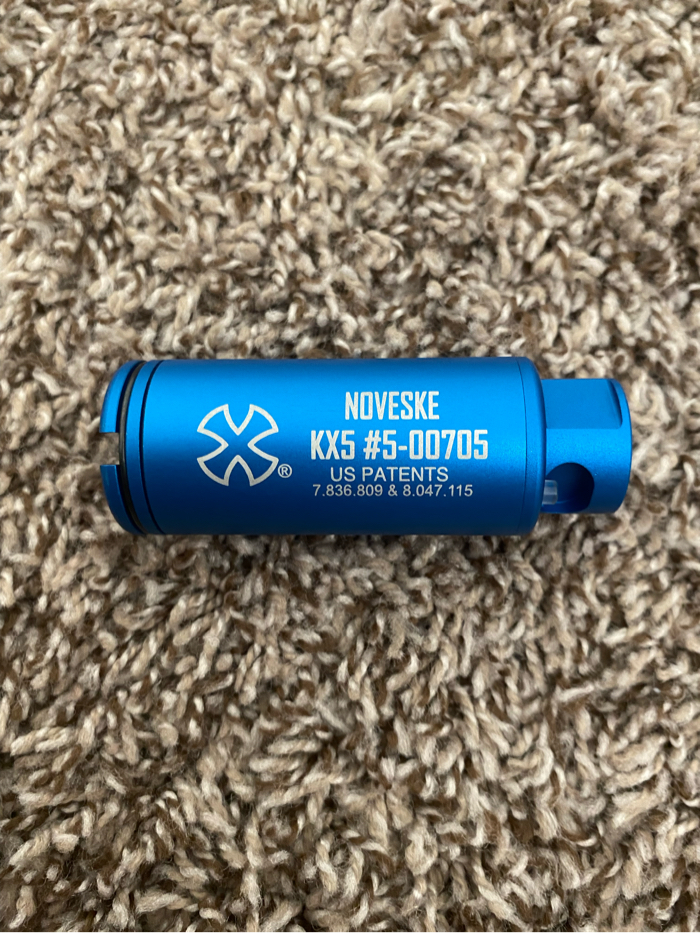 NOVESKE
KX5 #5-00705
®
US PATENTS
7.836.809 & 8.047.115